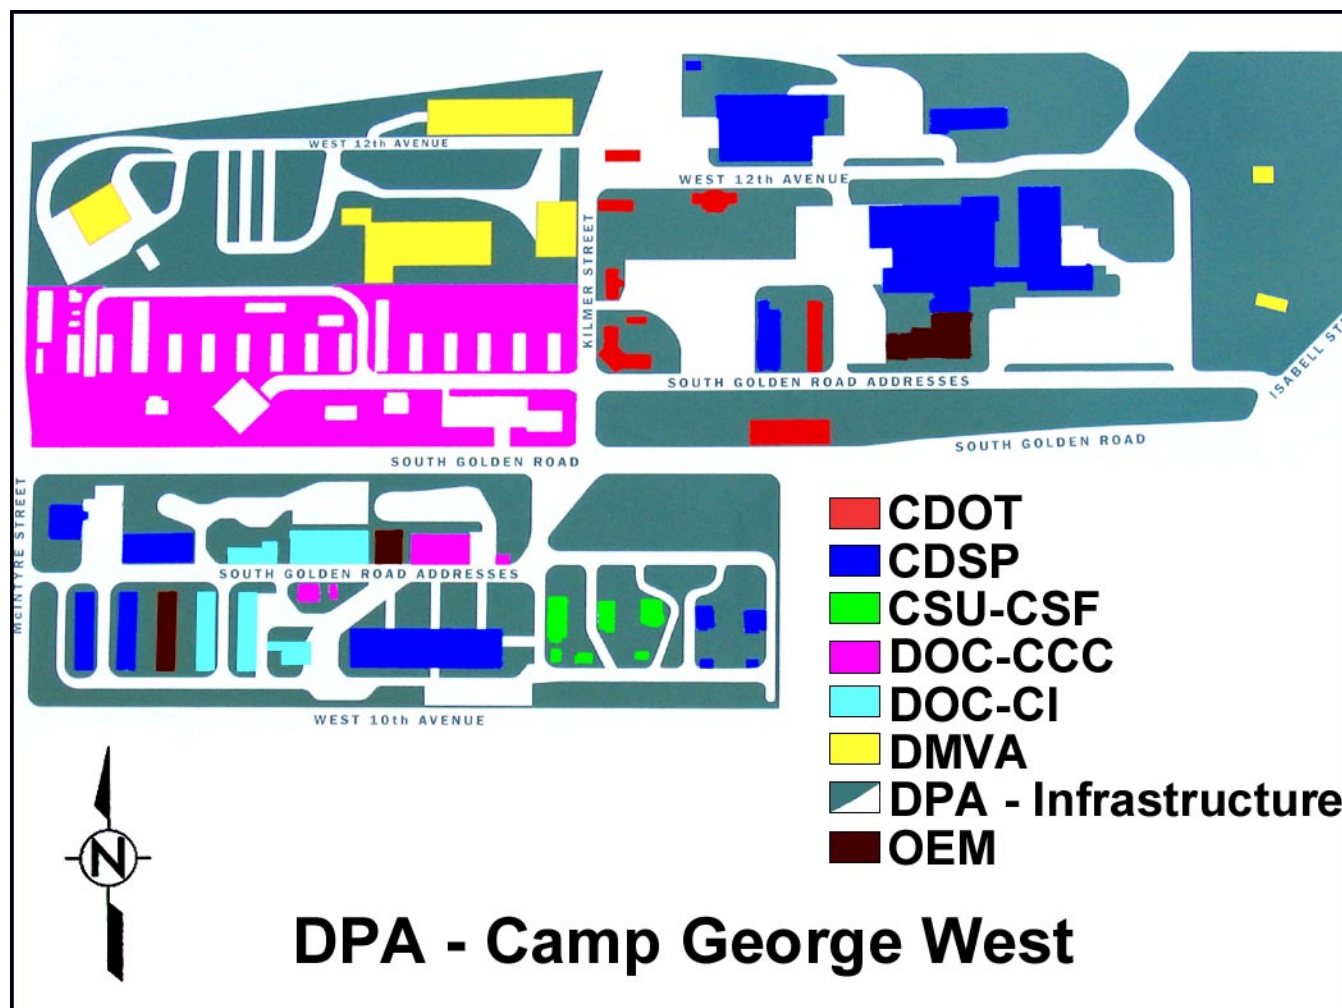 WEST 12th AVENUE
WEST 12th AVENUE
KILMER STREET
SOUTH GOLDEN ROAD ADDRESSES
ISABELL ST
SOUTH GOLDEN ROAD
SOUTH GOLDEN ROAD
McINTYRE STREET
SOUTH GOLDEN ROAD ADDRESSES
WEST 10th AVENUE
CDOT
CDSP
CSU-CSF
DOC-CCC
DOC-CI
DMVA
DPA - Infrastructure
OEM
N
DPA - Camp George West